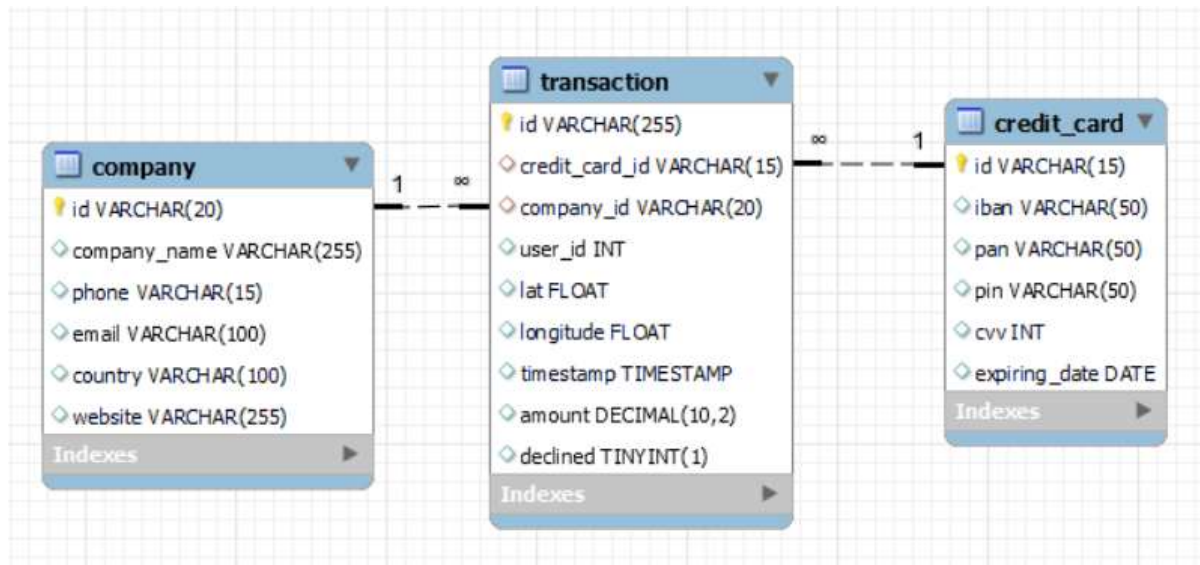 company
id VARCHAR(20)
company_name VARCHAR(255)
phone VARCHAR(15)
email VARCHAR(100)
country VARCHAR(100)
website VARCHAR(255)
Indexes
1
∞
transaction
id VARCHAR(255)
credit_card_id VARCHAR(15)
company_id VARCHAR(20)
user_id INT
lat FLOAT
longitude FLOAT
timestamp TIMESTAMP
amount DECIMAL(10,2)
declined TINYINT(1)
Indexes
∞
1
credit_card
id VARCHAR(15)
iban VARCHAR(50)
pan VARCHAR(50)
pin VARCHAR(50)
cvv INT
expiring_date DATE
Indexes